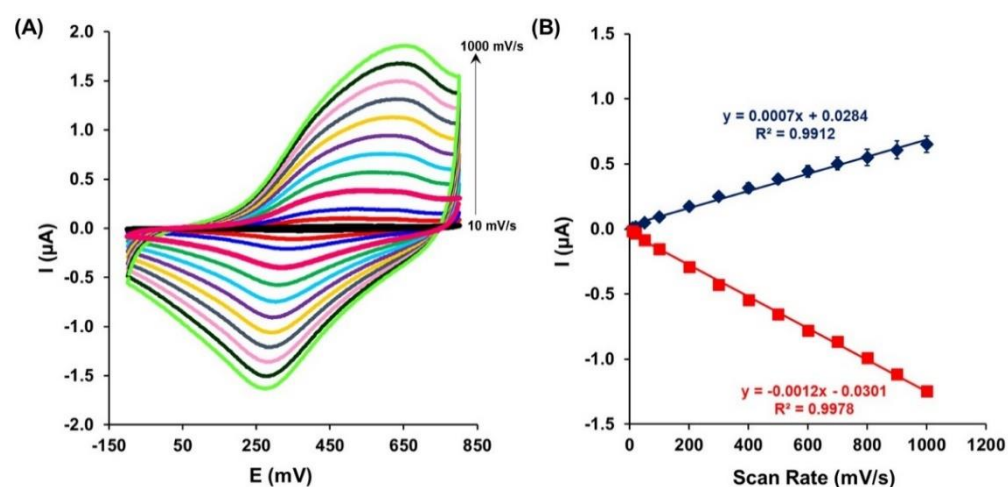 (A)
2.0
1.5
1.0
0.5
0.0
-0.5
-1.0
-1.5
-2.0
I (µA)
-150 50 250 450 650 850
E (mV)
1000 mV/s
10 mV/s
(B)
1.5
1.0
0.5
0.0
-0.5
-1.0
-1.5
I (µA)
y = 0.0007x + 0.0284
R² = 0.9912
y = -0.0012x - 0.0301
R² = 0.9978
0 200 400 600 800 1000 1200
Scan Rate (mV/s)